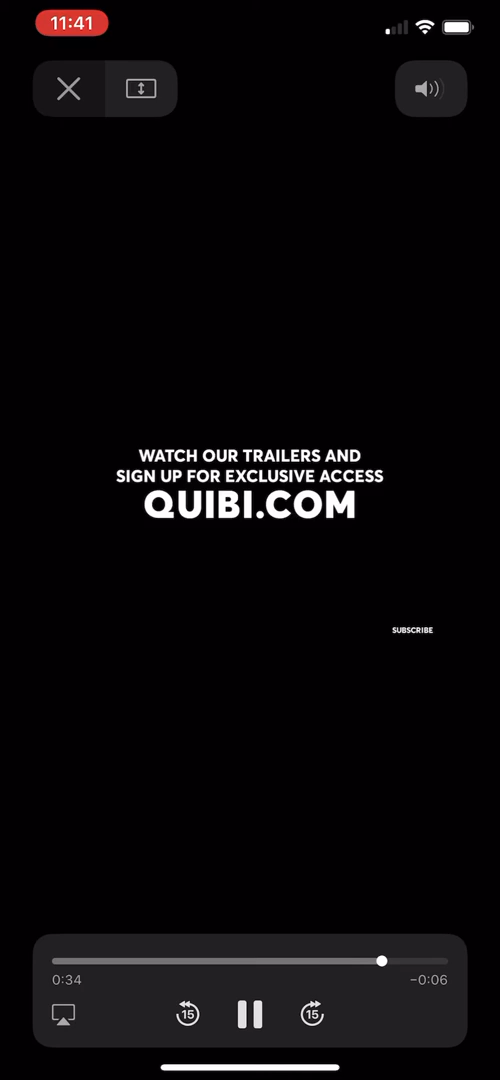 11:41
WATCH OUR TRAILERS AND
SIGN UP FOR EXCLUSIVE ACCESS
QUIBI.COM
SUBSCRIBE
0:34
−0:06
15
15